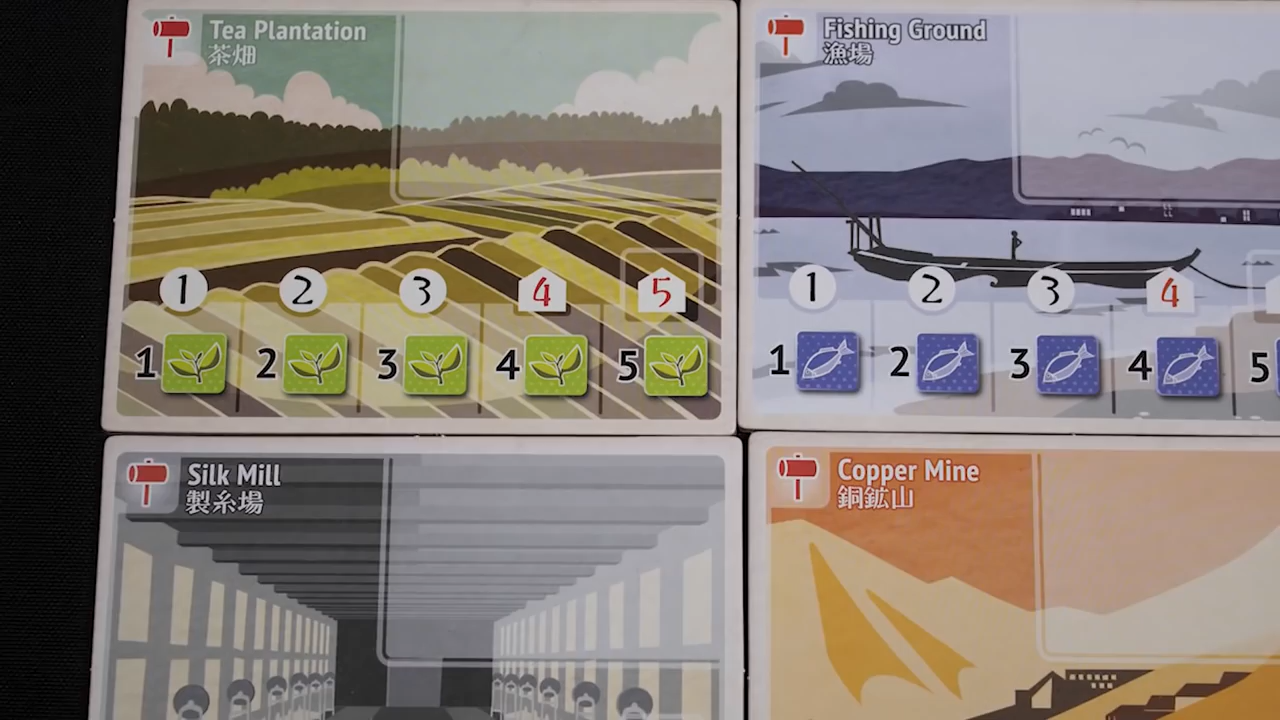 Tea Plantation
茶畑
1 2 3 4 5
1 2 3 4 5
Fishing Ground
漁場
1 2 3 4
1 2 3 4 5
Silk Mill
製糸場
Copper Mine
銅鉱山